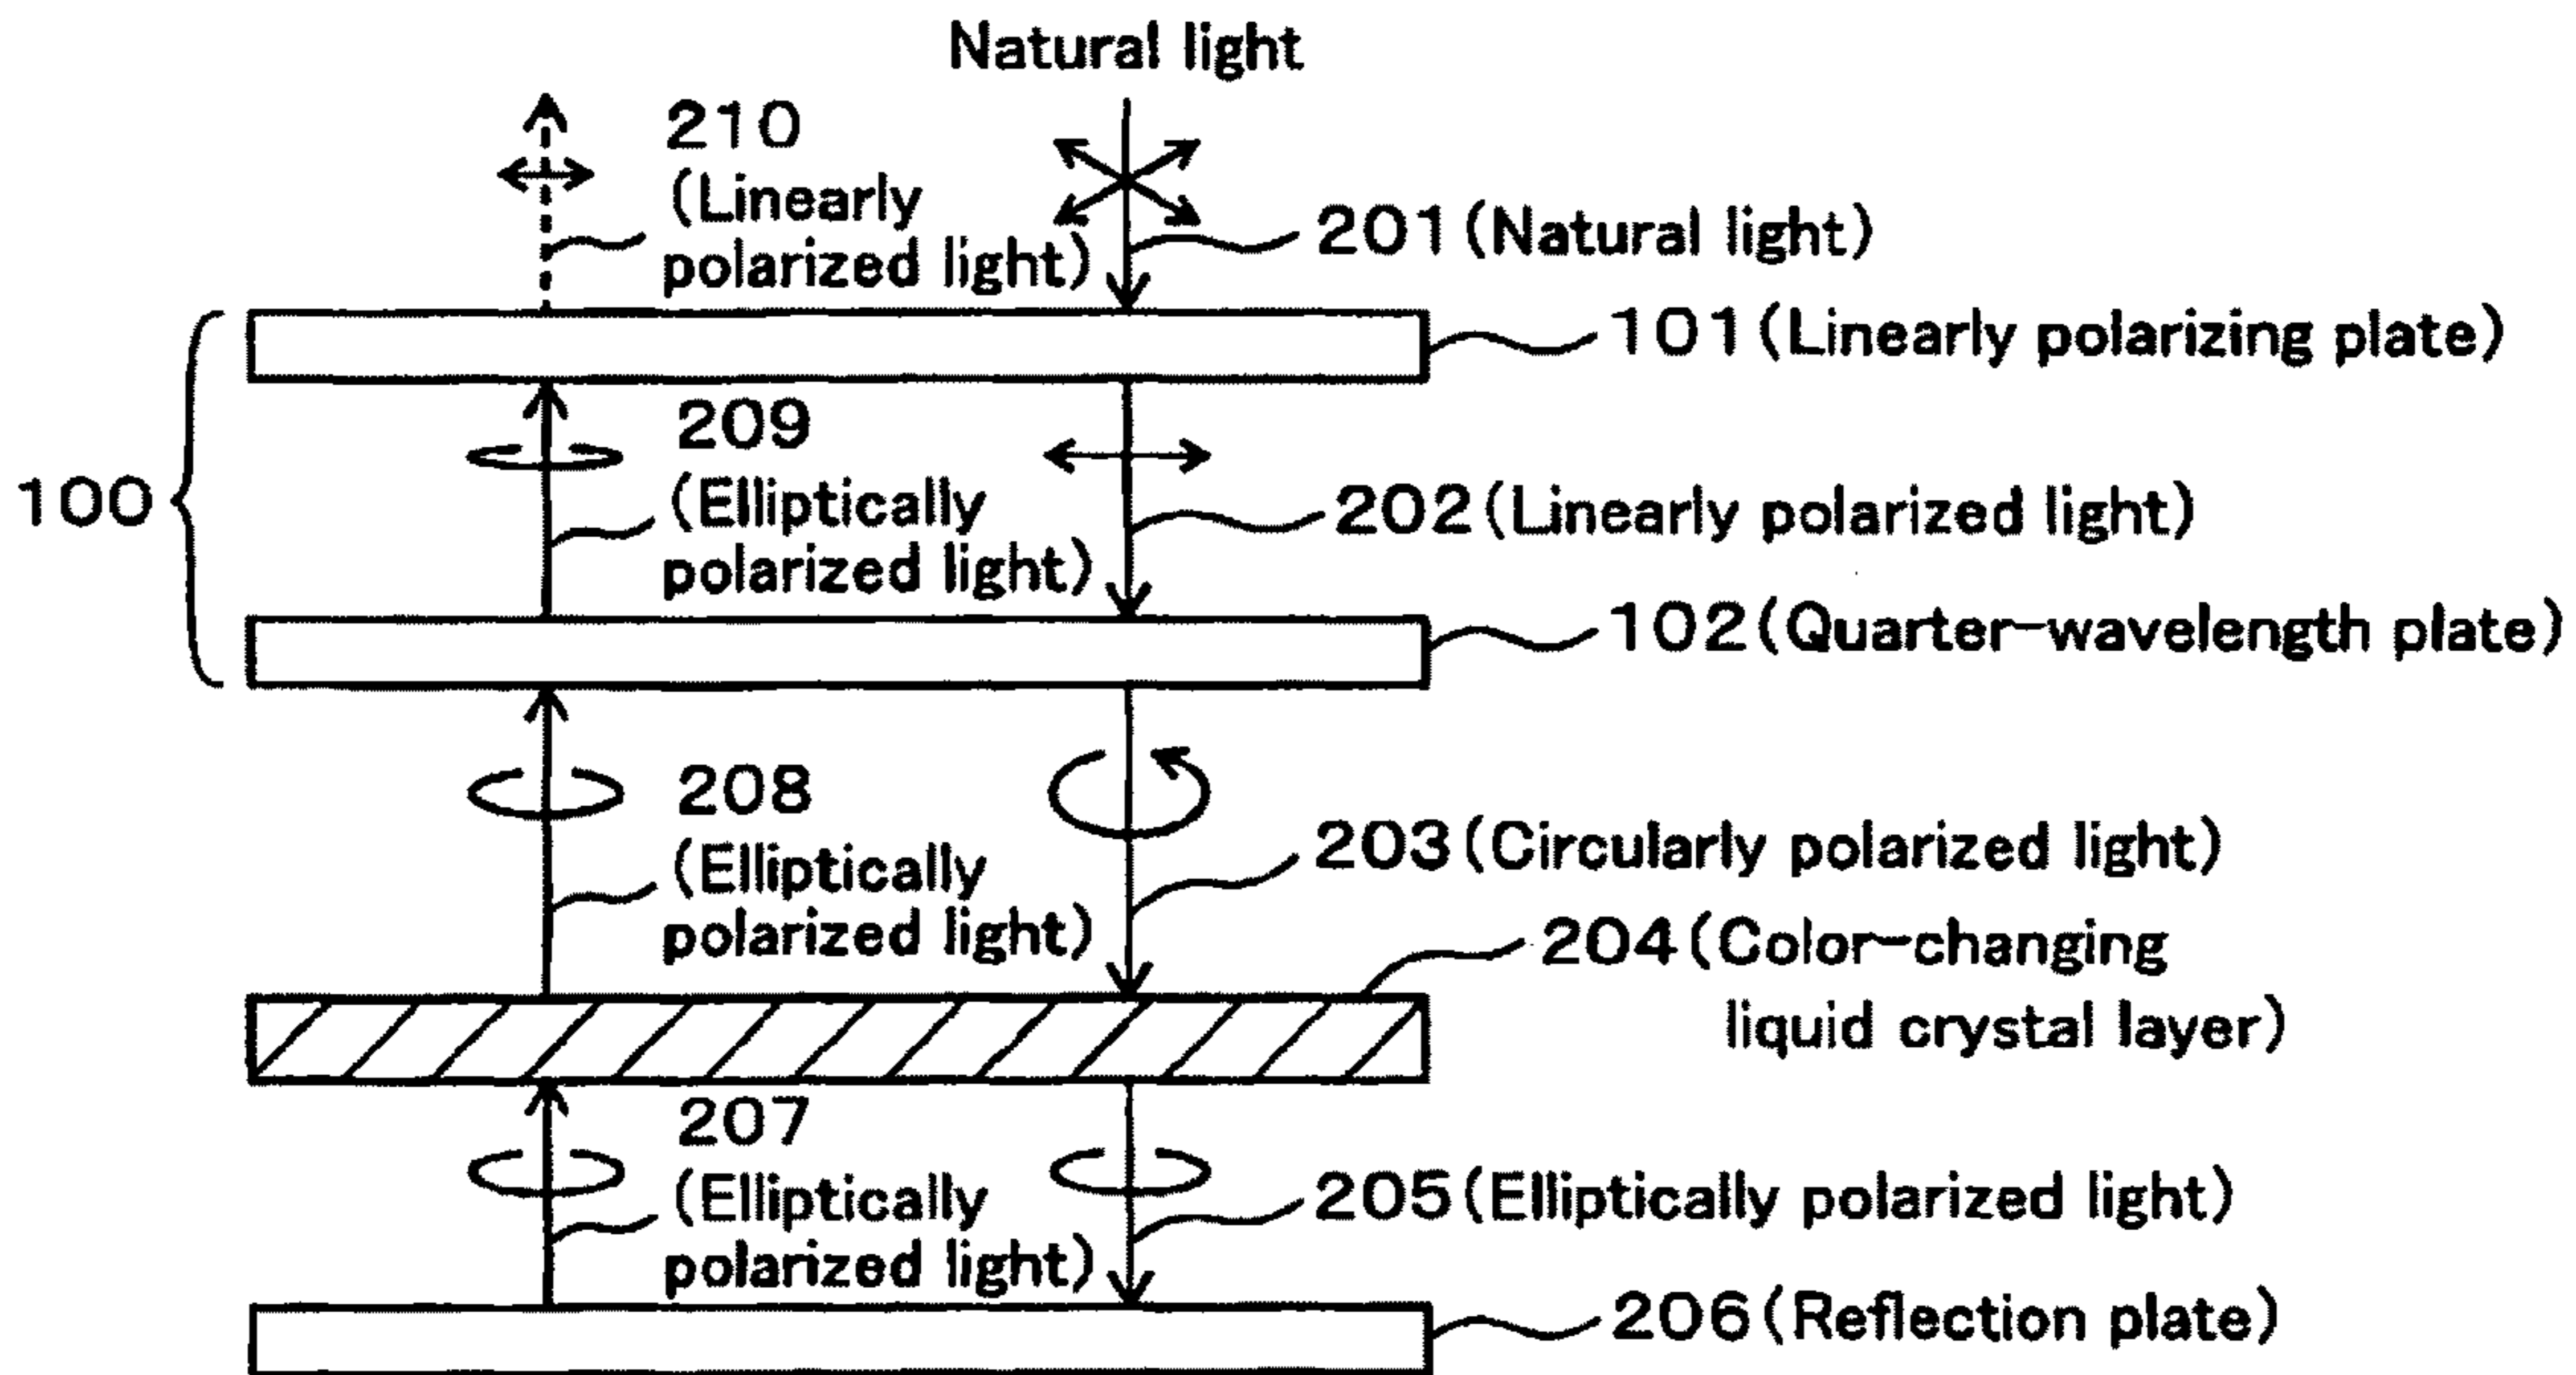 Natural light
210
(Linearly
polarized light)
201(Natural light)
101(Linearly polarizing plate)
209
(Elliptically
polarized light)
100
202(Linearly polarized light)
102(Quarter-wavelength plate)
208
(Elliptically
polarized light)
203(Circularly polarized light)
204(Color-changing
liquid crystal layer)
207
(Elliptically
polarized light)
205(Elliptically polarized light)
206(Reflection plate)